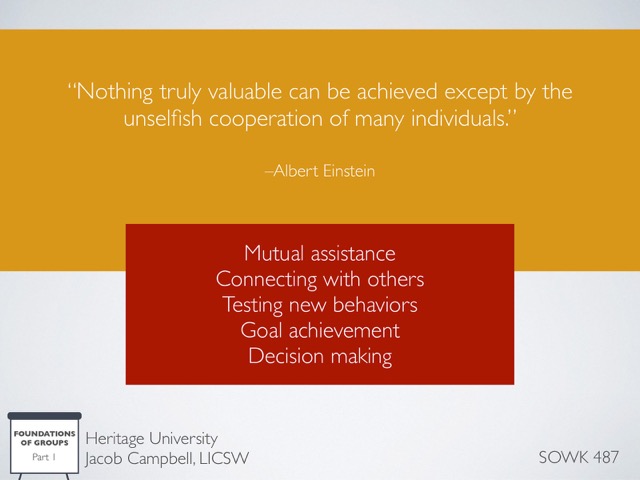 “Nothing truly valuable can be achieved except by the
unselfish cooperation of many individuals.”
–Albert Einstein
Mutual assistance
Connecting with others
Testing new behaviors
Goal achievement
Decision making
FOUNDATIONS
OF GROUPS
Part 1
Heritage University
Jacob Campbell, LICSW
SOWK 487